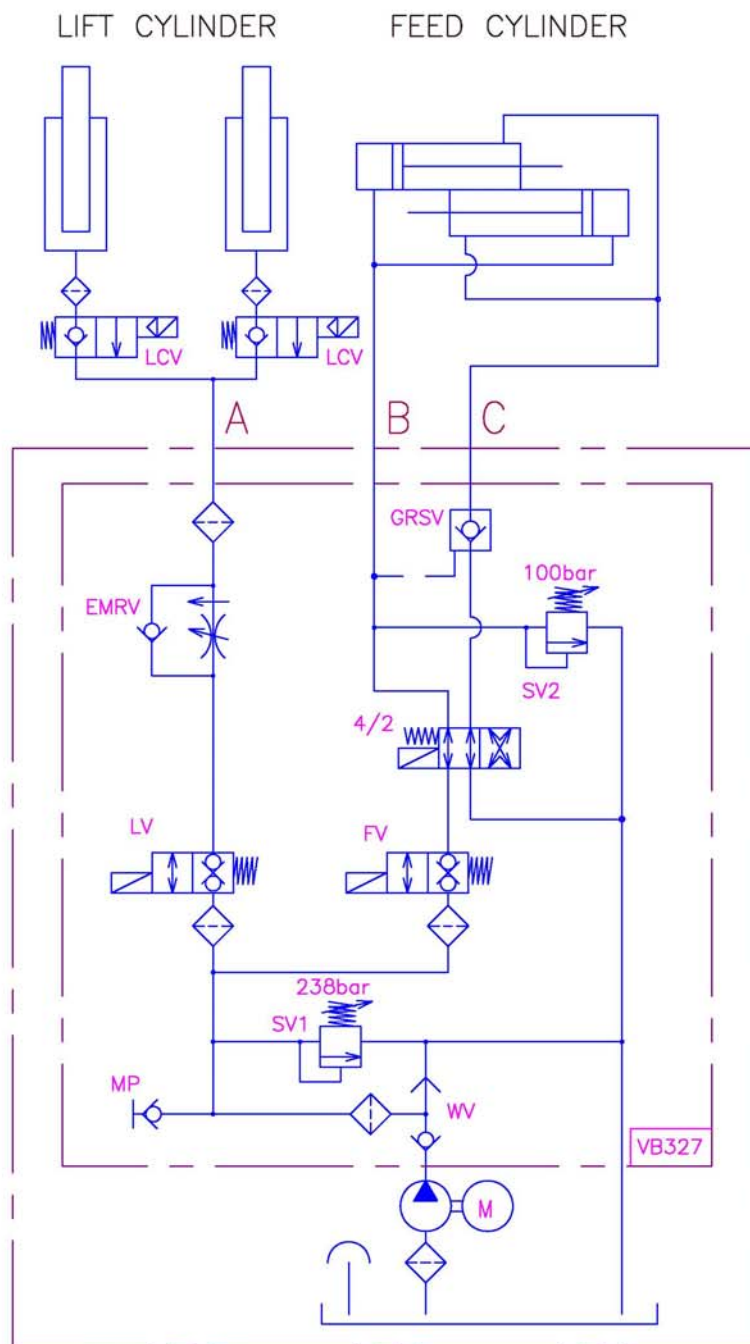 LIFT CYLINDER
FEED CYLINDER
LCV
LCV
A
B
C
GRSV
100bar
EMRV
SV2
4/2
LV
FV
238bar
SV1
MP
WV
VB327
M